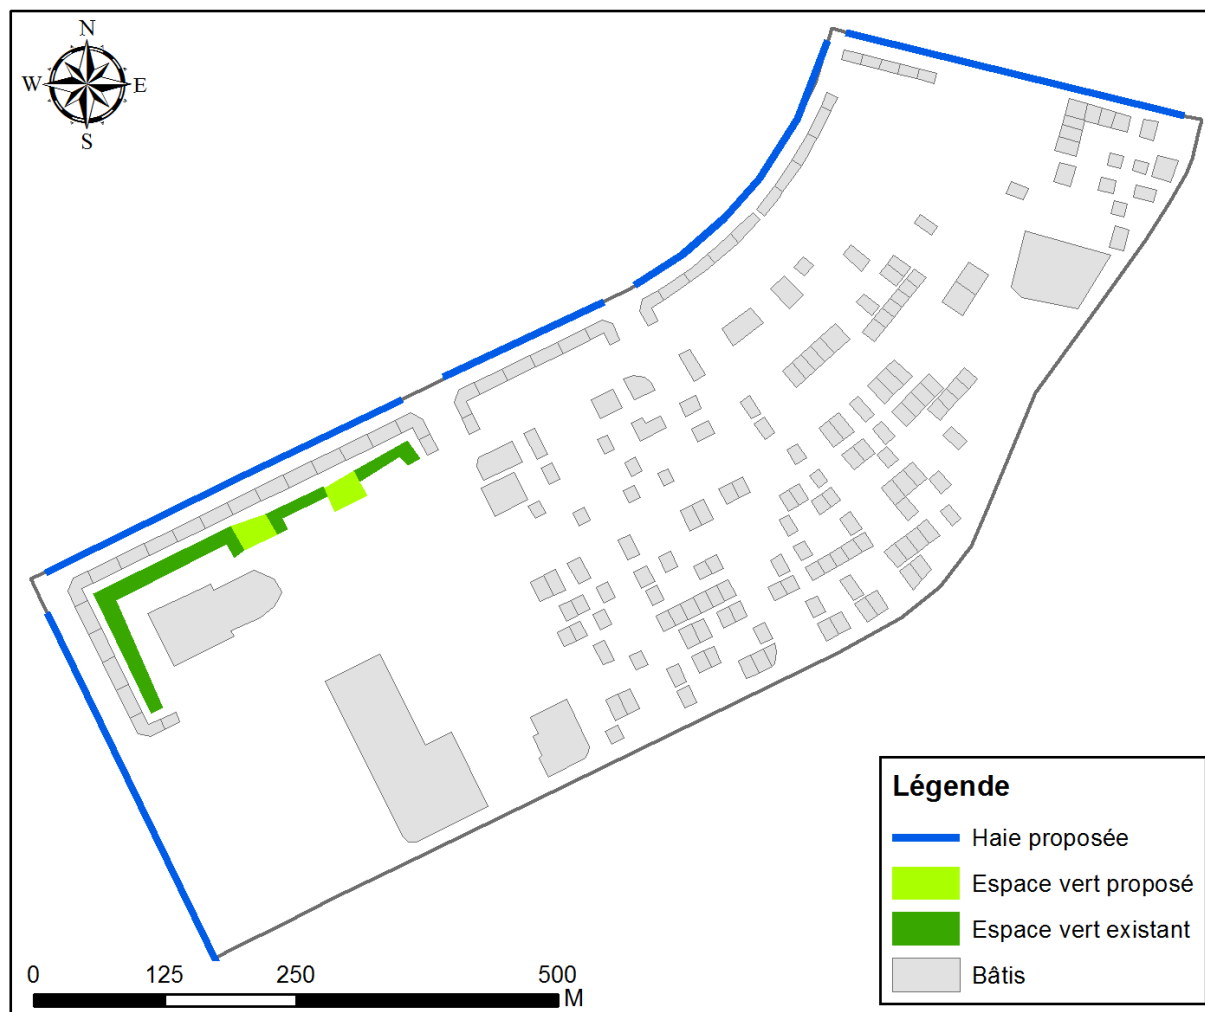 N
W E
S
Légende
Haie proposée
Espace vert proposé
Espace vert existant
Bâtis
0 125 250 500
M